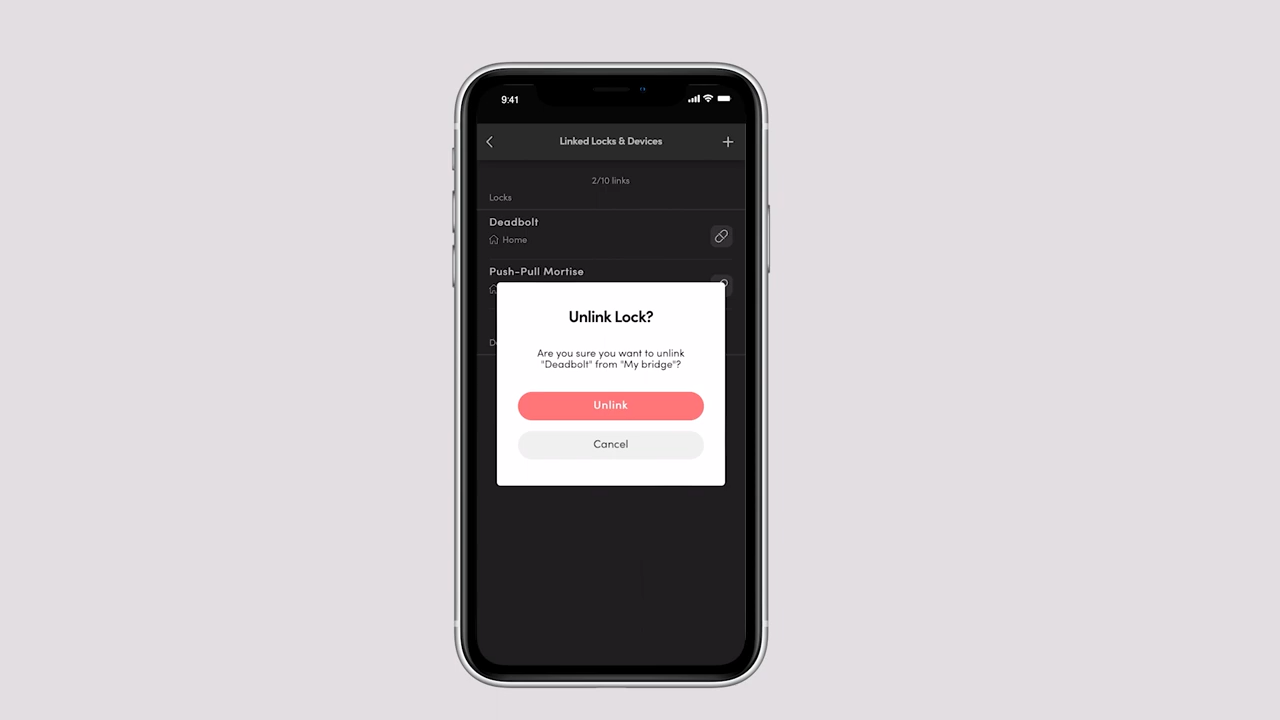 9:41
Linked Locks & Devices
2/10 links
Locks
Deadbolt
Home
Push-Pull Mortise
Unlink Lock?
Are you sure you want to unlink
"Deadbolt" from "My bridge"?
Unlink
Cancel